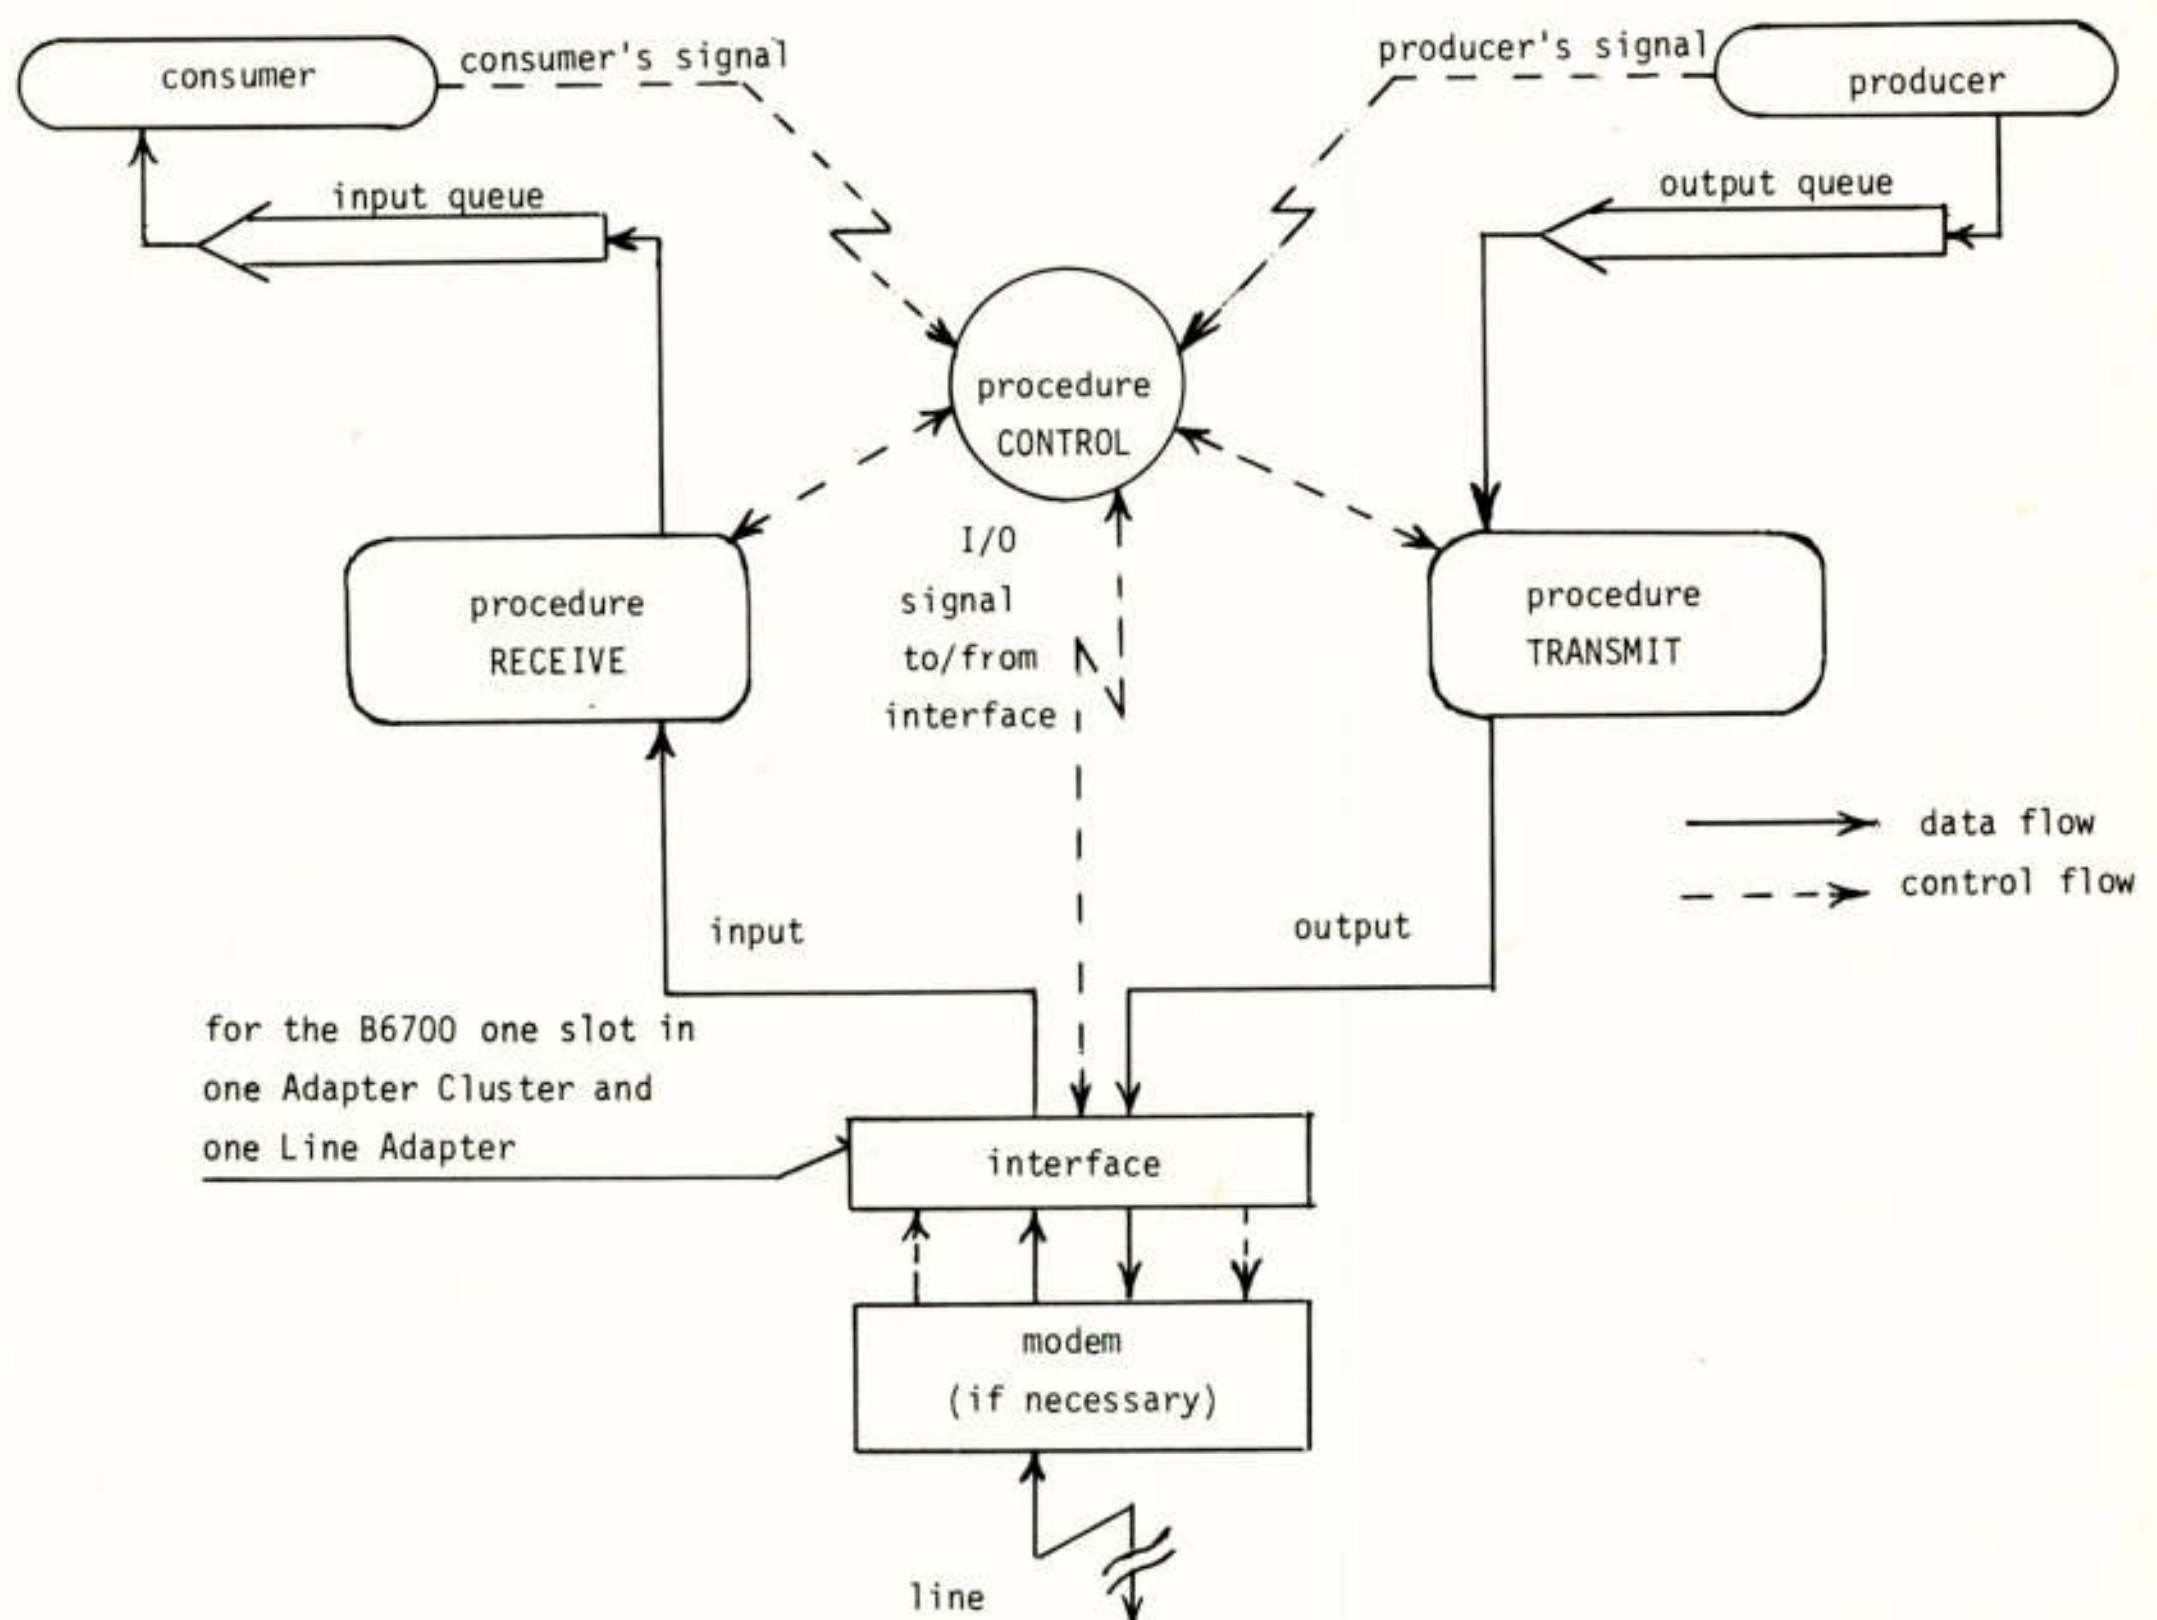 consumer
consumer's signal
producer's signal
producer
input queue
output queue
procedure
CONTROL
I/O
signal
to/from
interface
procedure
RECEIVE
procedure
TRANSMIT
data flow
control flow
input
output
for the B6700 one slot in
one Adapter Cluster and
one Line Adapter
interface
modem
(if necessary)
line